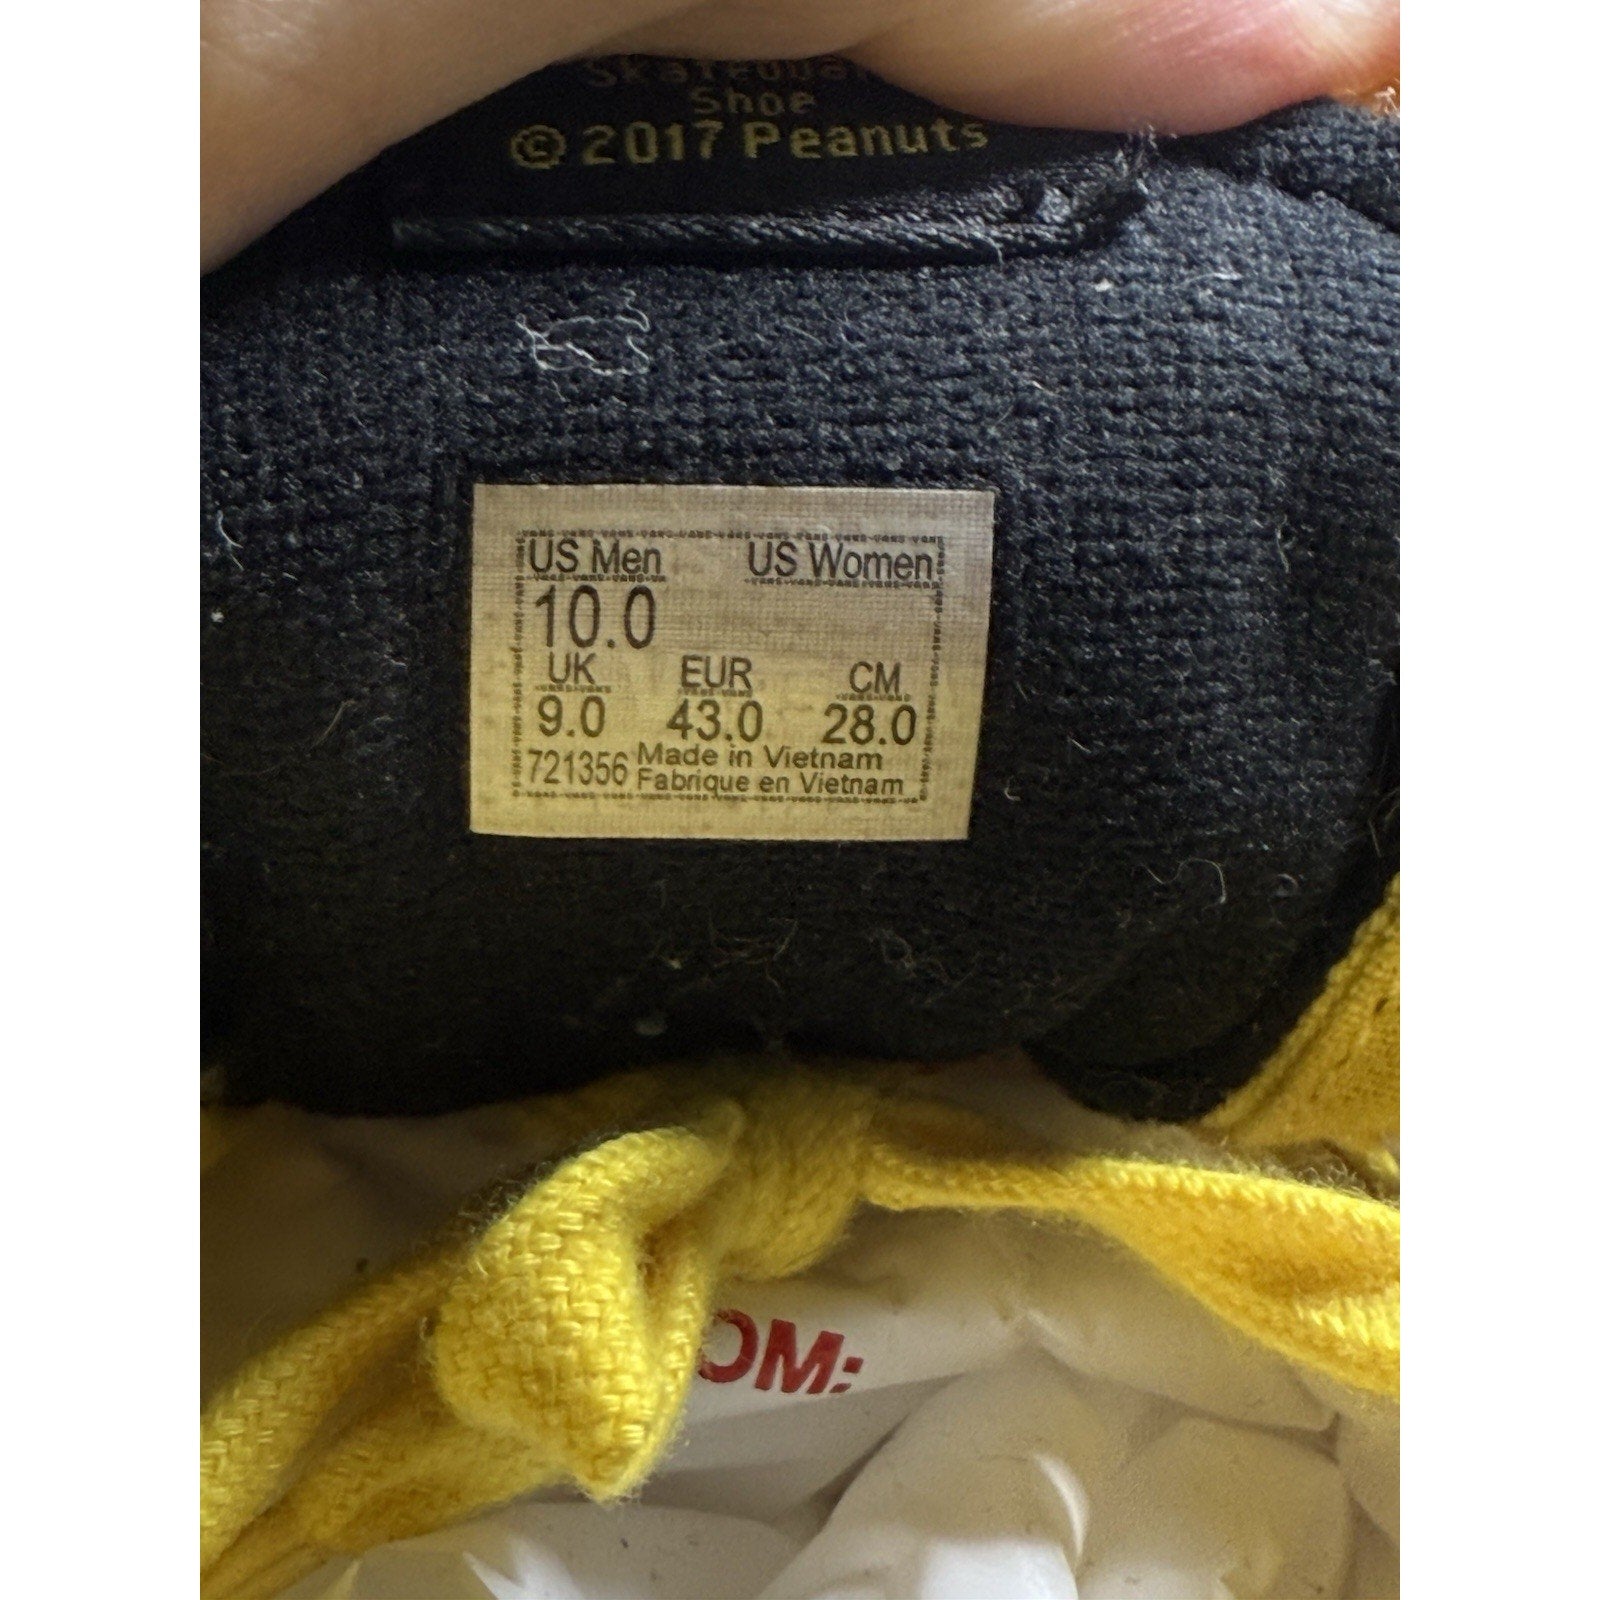 Shoe
© 2017 Peanuts
US Men US Women
10.0
UK EUR CM
9.0 43.0 28.0
721356 Made in Vietnam
Fabrique en Vietnam
OM: